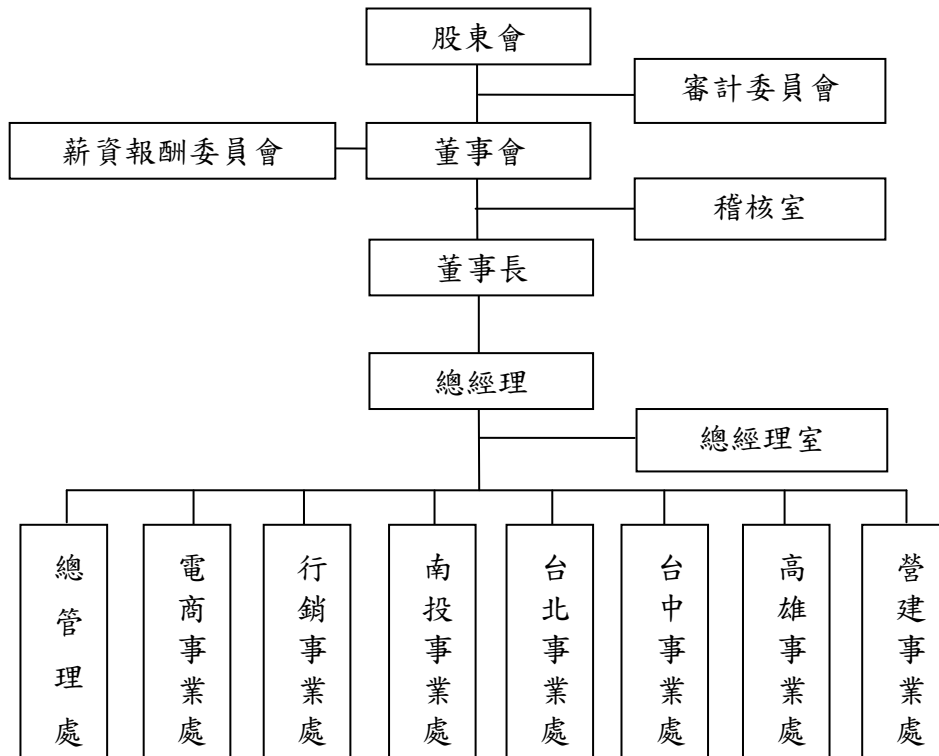 股東會
審計委員會
薪資報酬委員會
董事會
稽核室
董事長
總經理
總經理室
總管理處
電商事業處
行銷事業處
南投事業處
台北事業處
台中事業處
高雄事業處
營建事業處